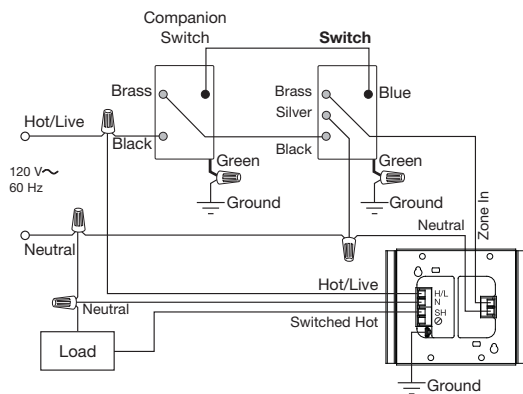 Companion
Switch
Switch
Brass
Brass
Blue
Silver
Hot/Live
Black
Black
120 V~
60 Hz
Green
Green
Ground
Ground
Neutral
Neutral
Zone In
Hot/Live
H/L
N
SH
Neutral
Switched Hot
Load
Ground